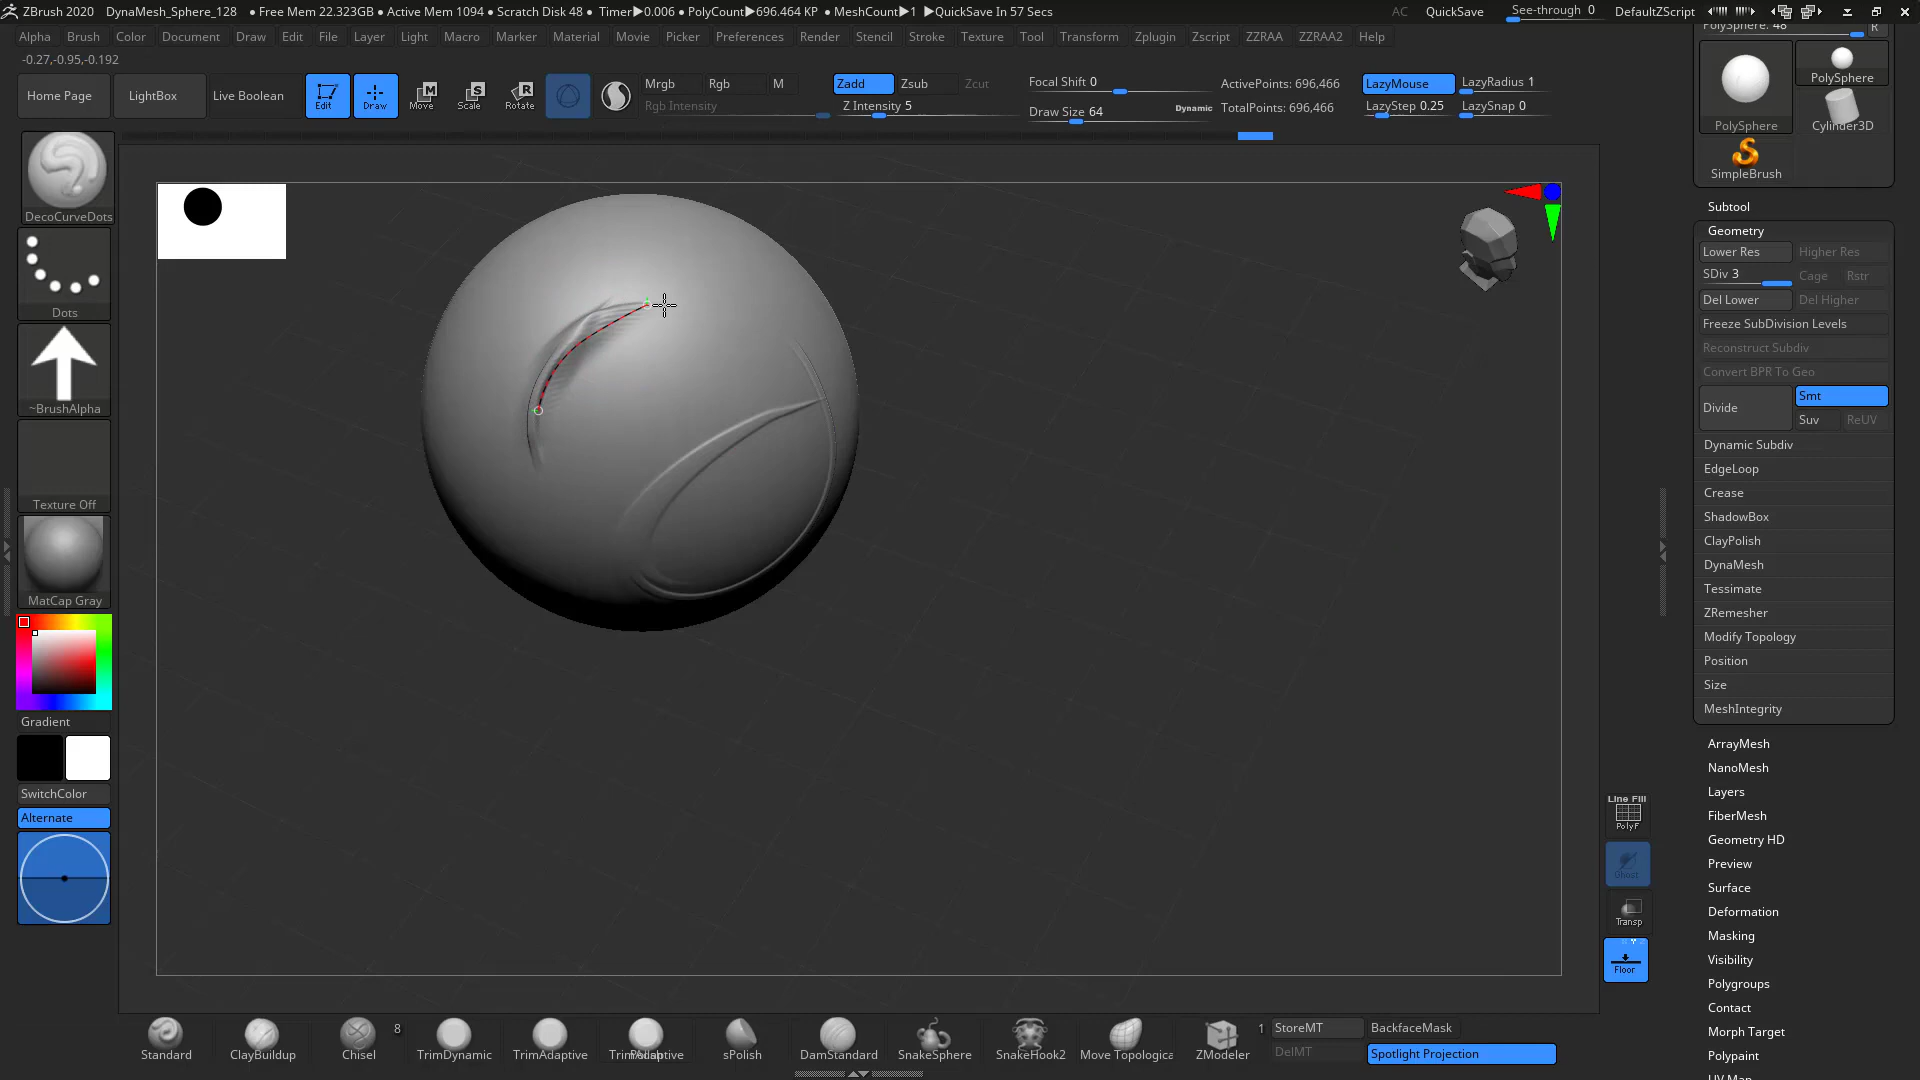 ZBrush 2020 DynaMesh_Sphere_128 • Free Mem 22.323GB • Active Mem 1094 • Scratch Disk 48 • Timer▶0.006 • PolyCount▶696.464 KP • MeshCount▶1 ▶QuickSave In 57 Secs AC QuickSave See-through 0 DefaultZScript
Alpha Brush Color Document Draw Edit File Layer Light Macro Marker Material Movie Picker Preferences Render Stencil Stroke Texture Tool Transform Zplugin Zscript ZZRAA ZZRAA2 Help
-0.27,-0.95,-0.192
Home Page LightBox Live Boolean Edit Draw Move Scale Rotate
Mrgb Rgb M Zadd Zsub Zcut
Rgb Intensity Z Intensity 5
Focal Shift 0 ActivePoints: 696,466 LazyMouse LazyRadius 1
Draw Size 64 Dynamic TotalPoints: 696,466 LazyStep 0.25 LazySnap 0
DecoCurveDots
Dots
~BrushAlpha
Texture Off
MatCap Gray
Gradient
SwitchColor
Alternate
PolySphere: 48 R
PolySphere
PolySphere
Cylinder3D
SimpleBrush
Subtool
Geometry
Lower Res Higher Res
SDiv 3 Cage Rstr
Del Lower Del Higher
Freeze SubDivision Levels
Reconstruct Subdiv
Convert BPR To Geo
Divide Smt
Suv ReUV
Dynamic Subdiv
EdgeLoop
Crease
ShadowBox
ClayPolish
DynaMesh
Tessimate
ZRemesher
Modify Topology
Position
Size
MeshIntegrity
ArrayMesh
NanoMesh
Layers
FiberMesh
Geometry HD
Preview
Surface
Deformation
Masking
Visibility
Polygroups
Contact
Morph Target
Polypaint
UV Map
Line Fill
PolyF
Ghost
Transp
Floor
Standard ClayBuildup Chisel 8 TrimDynamic TrimAdaptive TrimAdaptive sPolish DamStandard SnakeSphere SnakeHook2 Move Topologica ZModeler 1
StoreMT BackfaceMask
DelMT Spotlight Projection